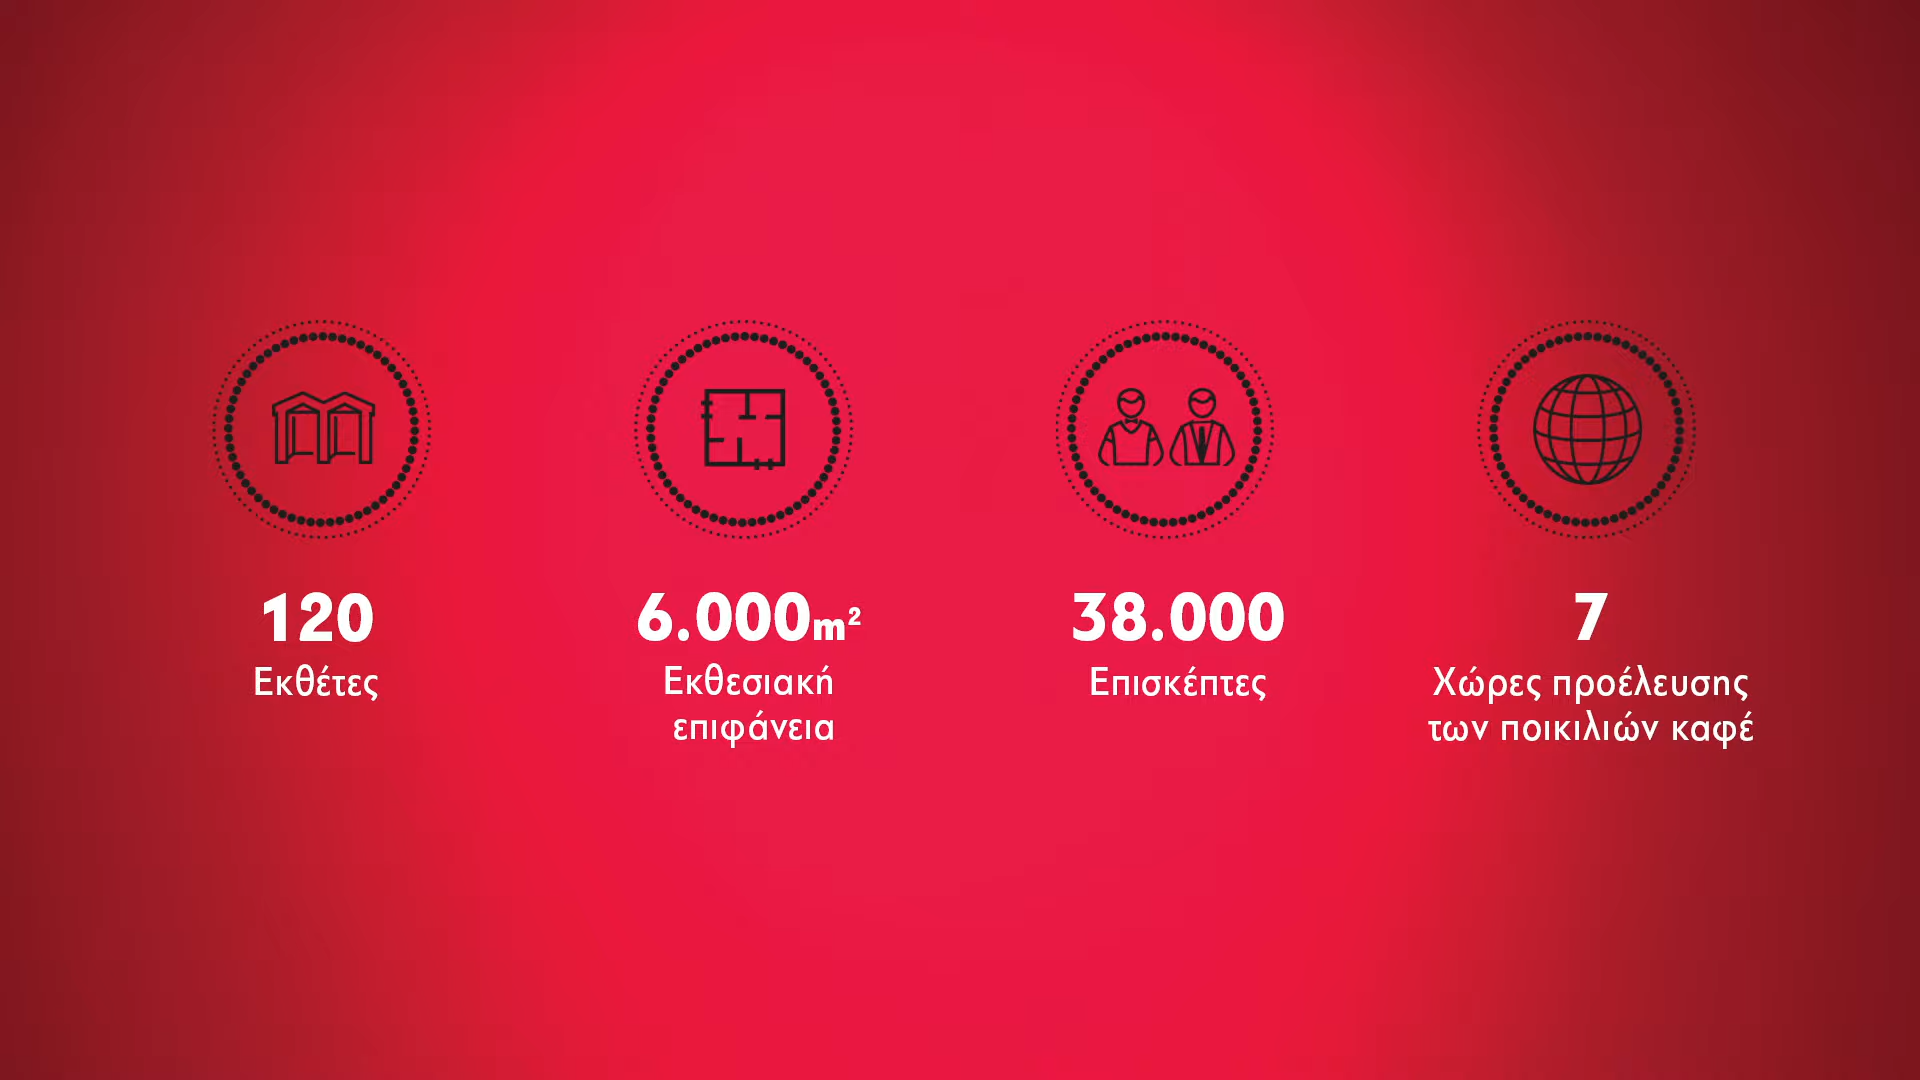 120
Εκθέτες
6.000m²
Εκθεσιακή
επιφάνεια
38.000
Επισκέπτες
7
Χώρες προέλευσης
των ποικιλιών καφέ